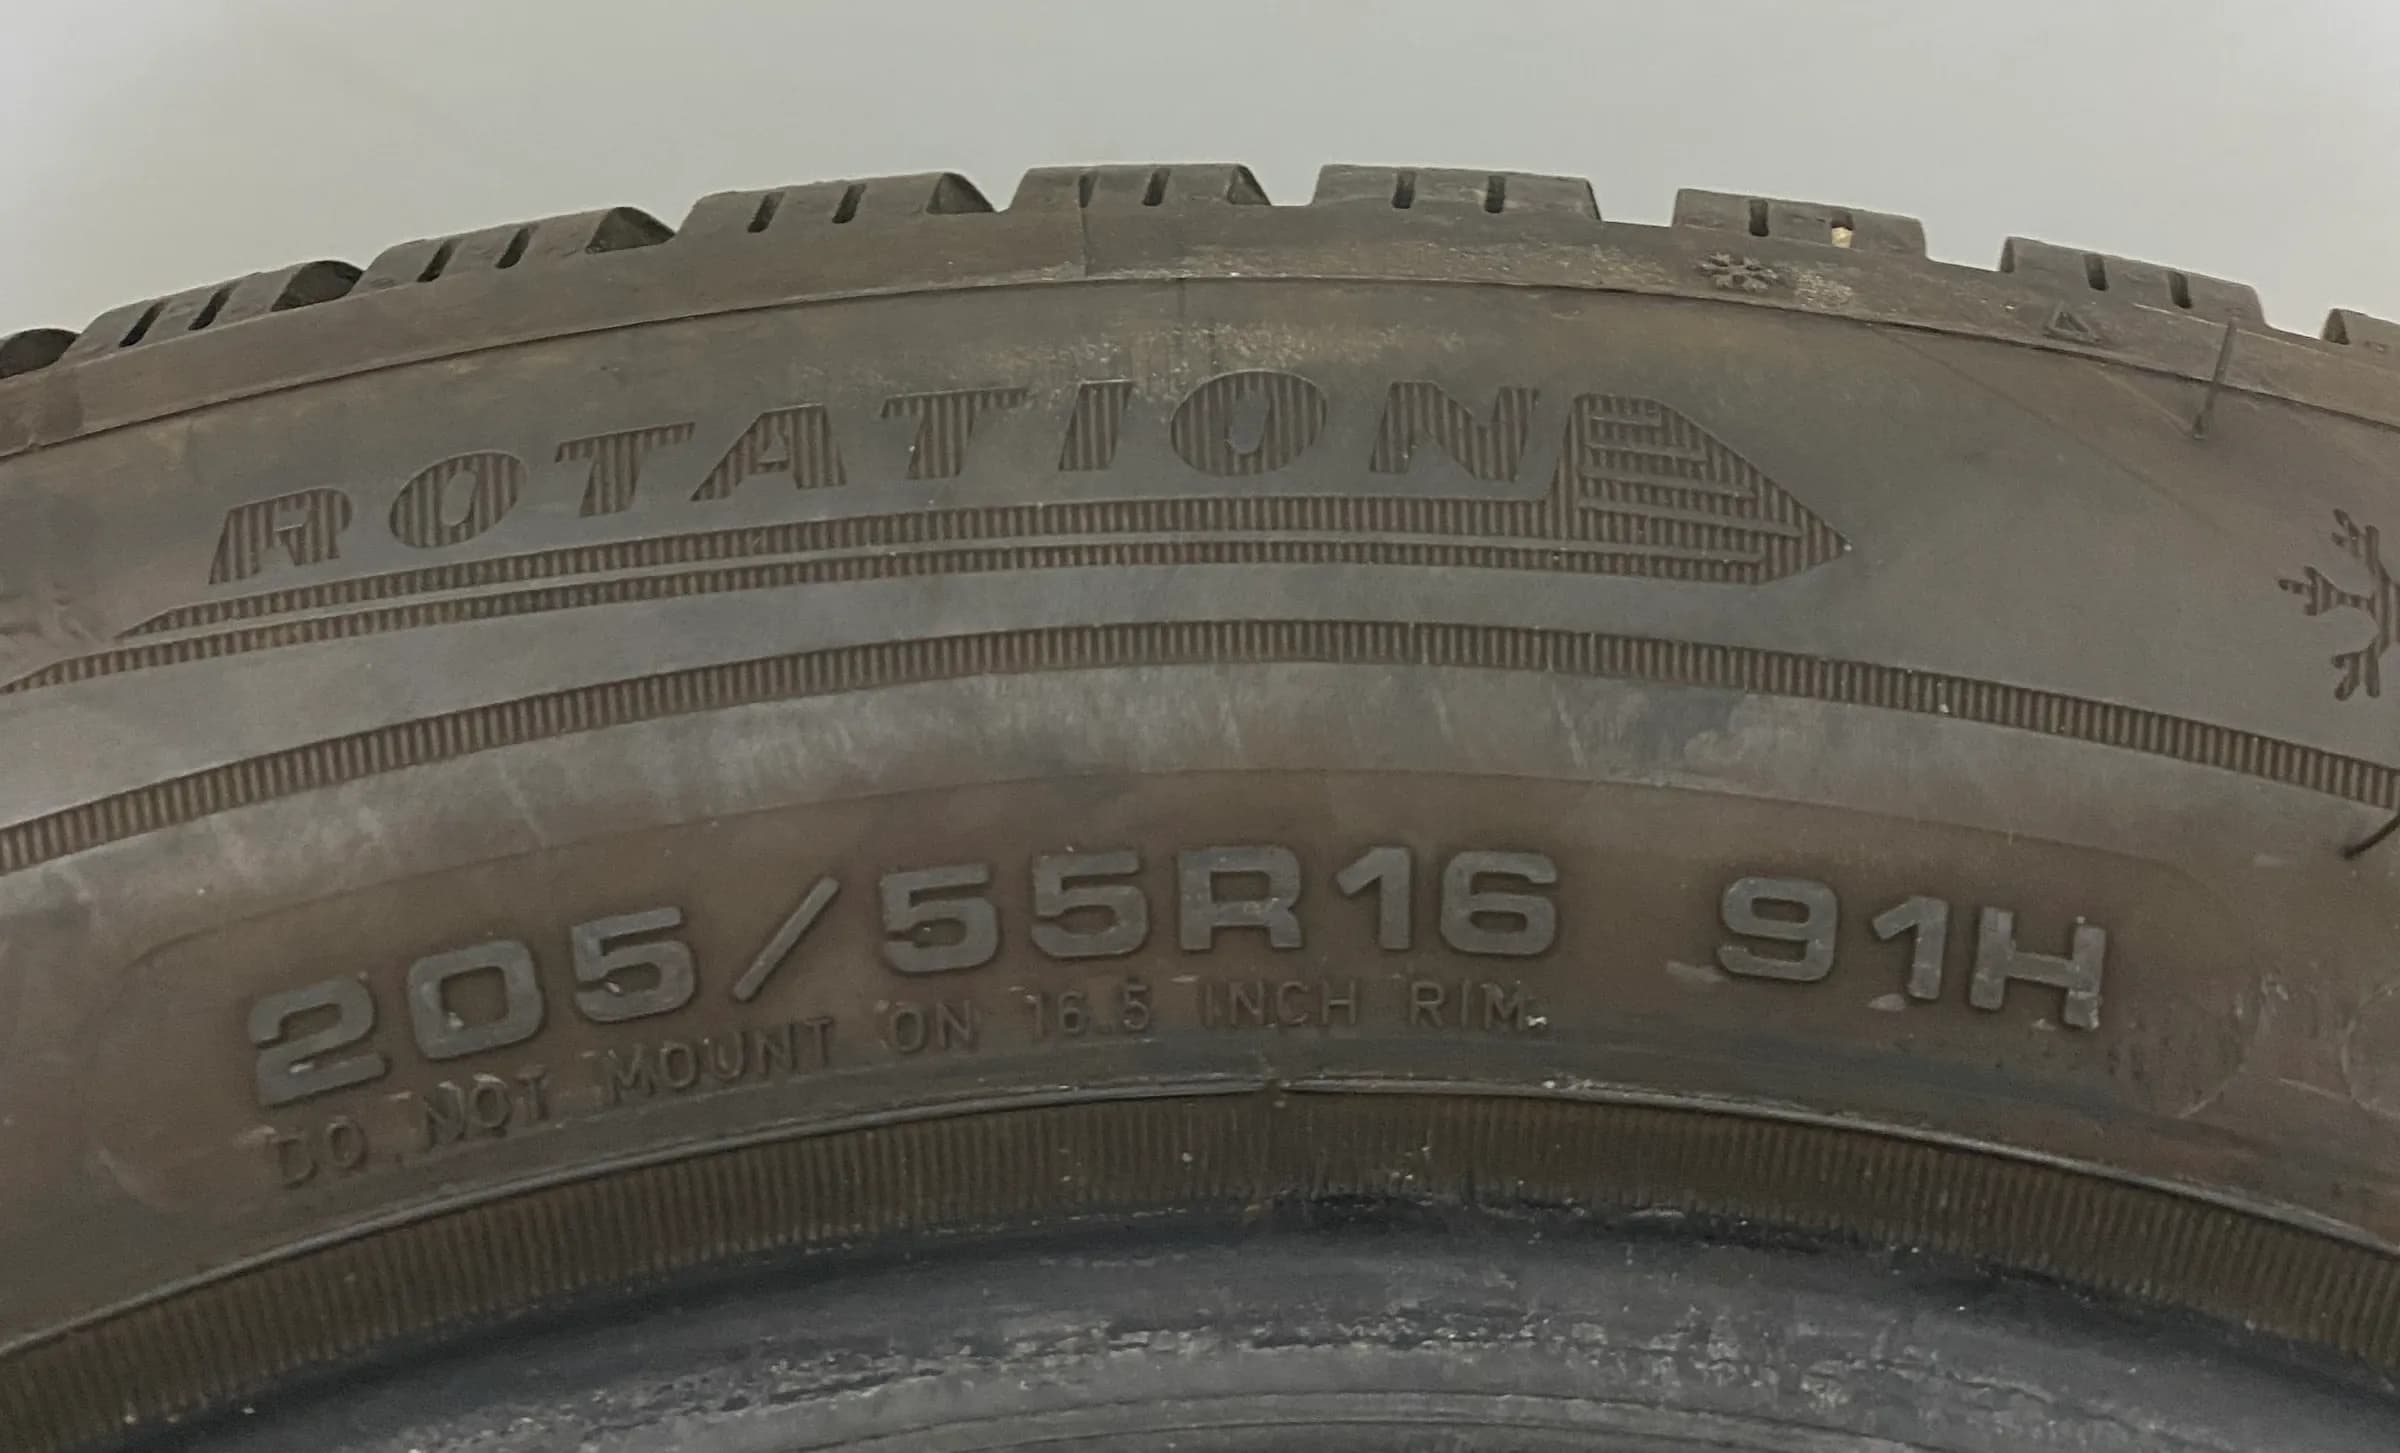 ROTATION
205/55R16 91H
DO NOT MOUNT ON 16.5 INCH RIM.